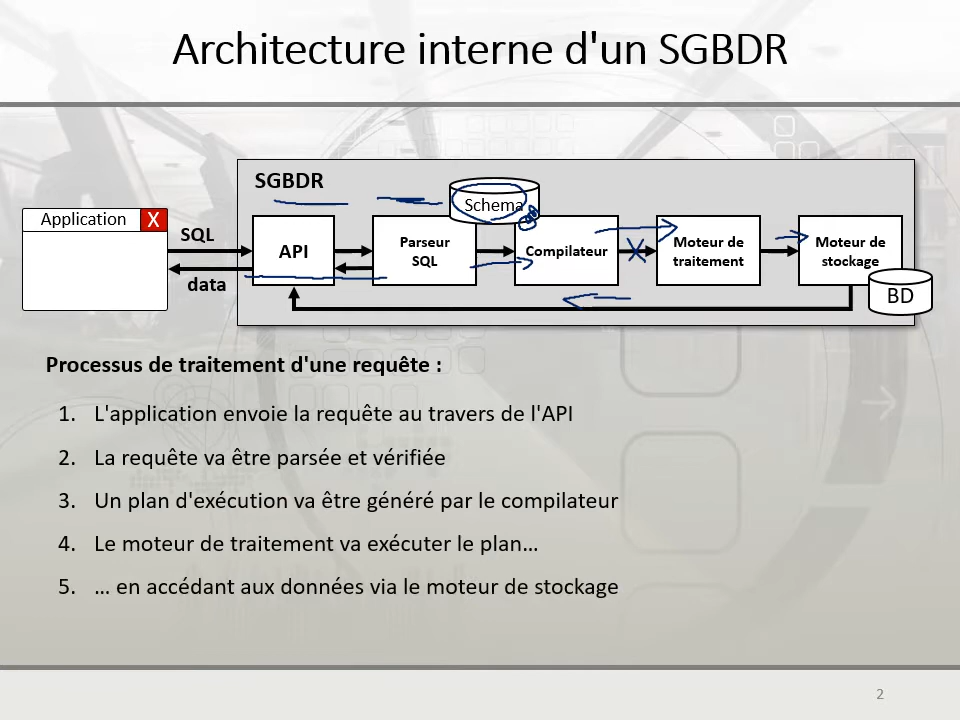 Architecture interne d'un SGBDR
SGBDR
Schema
Application X
SQL
data
API
Parseur
SQL
Compilateur
Moteur de
traitement
Moteur de
stockage
BD
Processus de traitement d'une requête :
1. L'application envoie la requête au travers de l'API
2. La requête va être parsée et vérifiée
3. Un plan d'exécution va être généré par le compilateur
4. Le moteur de traitement va exécuter le plan…
5. … en accédant aux données via le moteur de stockage
2